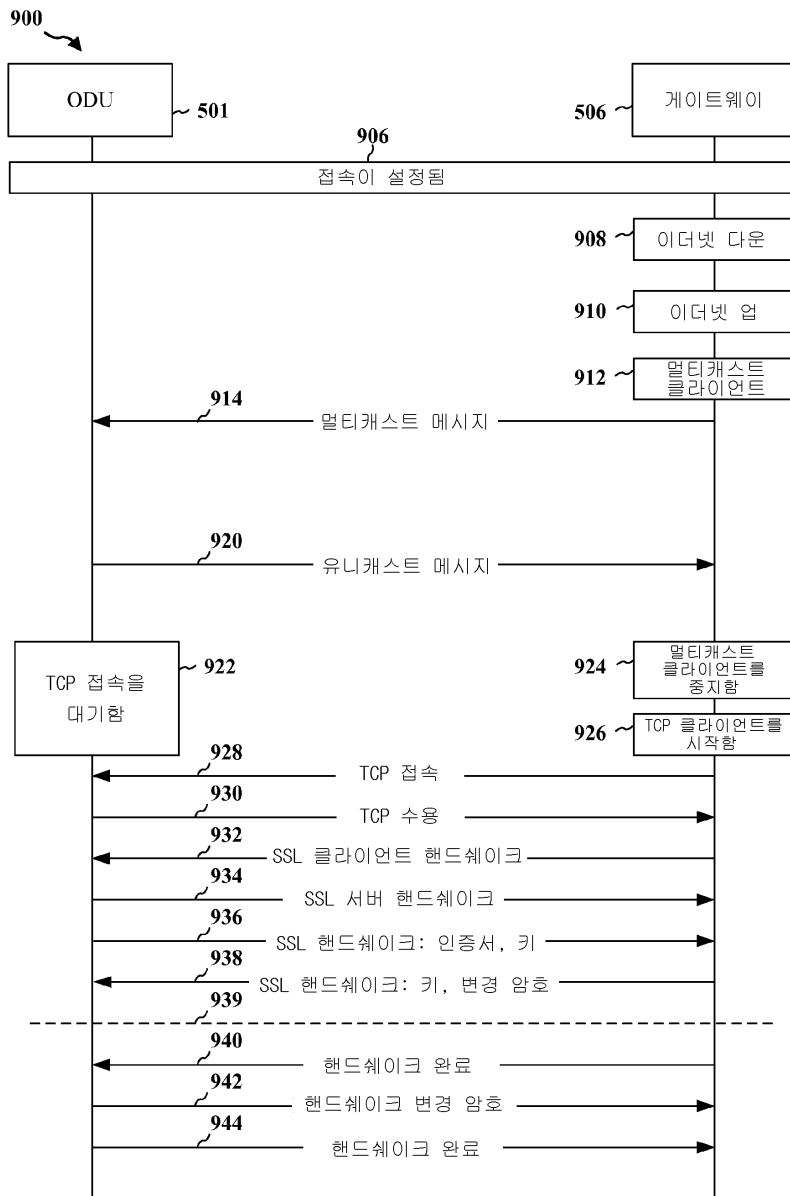 900
ODU
501
506
게이트웨이
906
접속이 설정됨
908
이더넷 다운
910
이더넷 업
912
멀티캐스트
클라이언트
914
멀티캐스트 메시지
920
유니캐스트 메시지
TCP 접속을
대기함
922
924
멀티캐스트
클라이언트를
중지함
926
TCP 클라이언트를
시작함
928
TCP 접속
930
TCP 수용
932
SSL 클라이언트 핸드쉐이크
934
SSL 서버 핸드쉐이크
936
SSL 핸드쉐이크: 인증서, 키
938
SSL 핸드쉐이크: 키, 변경 암호
939
940
핸드쉐이크 완료
942
핸드쉐이크 변경 암호
944
핸드쉐이크 완료